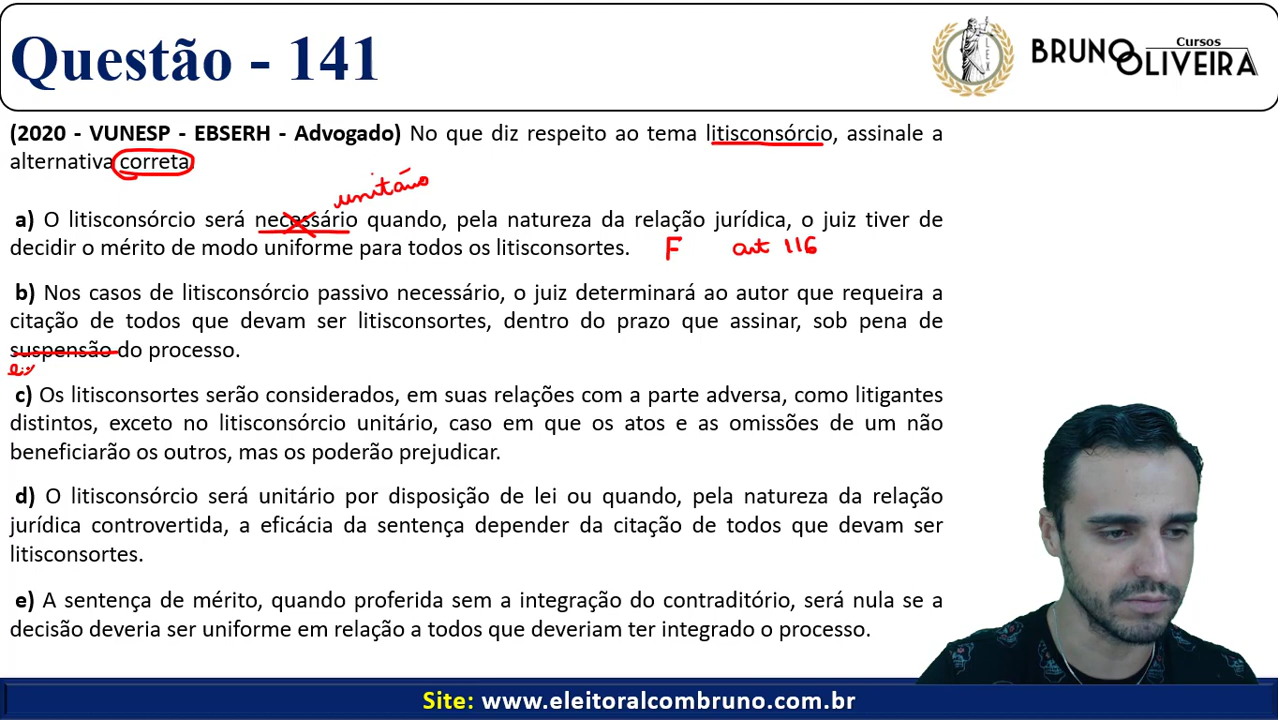 Questão - 141
Cursos
BRUNO
OLIVEIRA
LEX
(2020 - VUNESP - EBSERH - Advogado) No que diz respeito ao tema litisconsórcio, assinale a
alternativa correta.
unitário
a) O litisconsórcio será necessário quando, pela natureza da relação jurídica, o juiz tiver de
decidir o mérito de modo uniforme para todos os litisconsortes. F art 116
b) Nos casos de litisconsórcio passivo necessário, o juiz determinará ao autor que requeira a
citação de todos que devam ser litisconsortes, dentro do prazo que assinar, sob pena de
suspensão do processo.
c) Os litisconsortes serão considerados, em suas relações com a parte adversa, como litigantes
distintos, exceto no litisconsórcio unitário, caso em que os atos e as omissões de um não
beneficiarão os outros, mas os poderão prejudicar.
d) O litisconsórcio será unitário por disposição de lei ou quando, pela natureza da relação
jurídica controvertida, a eficácia da sentença depender da citação de todos que devam ser
litisconsortes.
e) A sentença de mérito, quando proferida sem a integração do contraditório, será nula se a
decisão deveria ser uniforme em relação a todos que deveriam ter integrado o processo.
Site: www.eleitoralcombruno.com.br